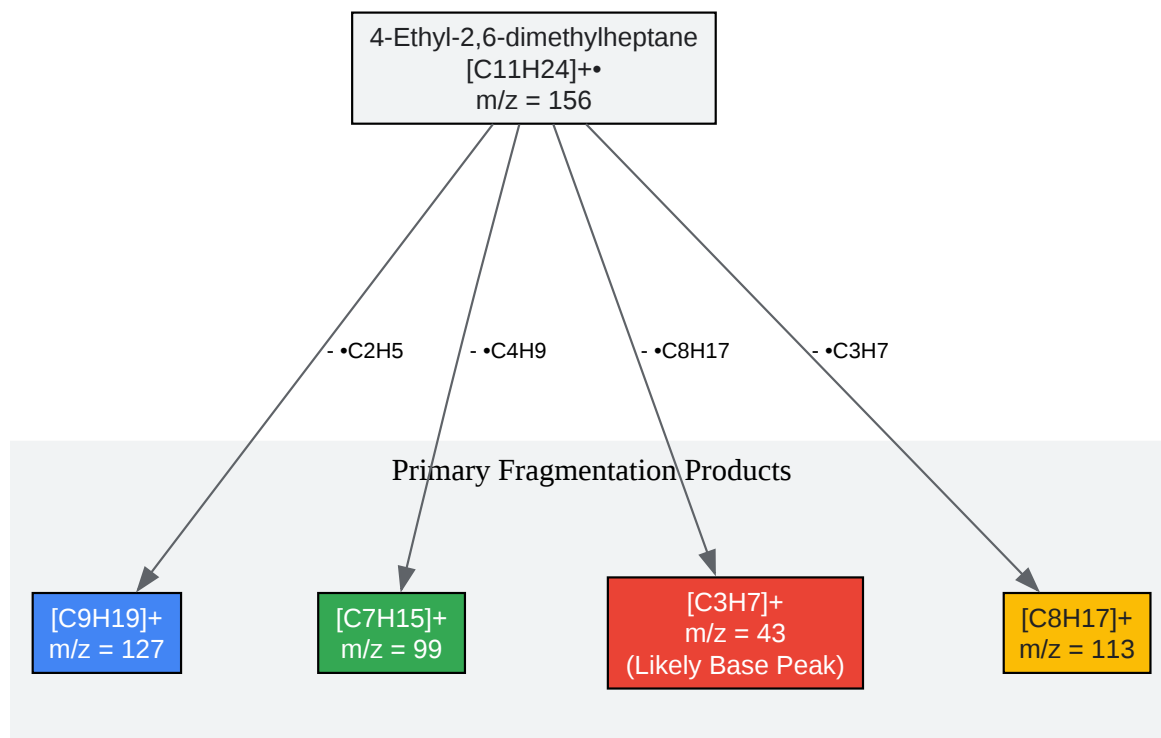 4-Ethyl-2,6-dimethylheptane
[C11H24]+•
m/z = 156
- •C2H5
- •C4H9
- •C8H17
- •C3H7
Primary Fragmentation Products
[C9H19]+
m/z = 127
[C7H15]+
m/z = 99
[C3H7]+
m/z = 43
(Likely Base Peak)
[C8H17]+
m/z = 113